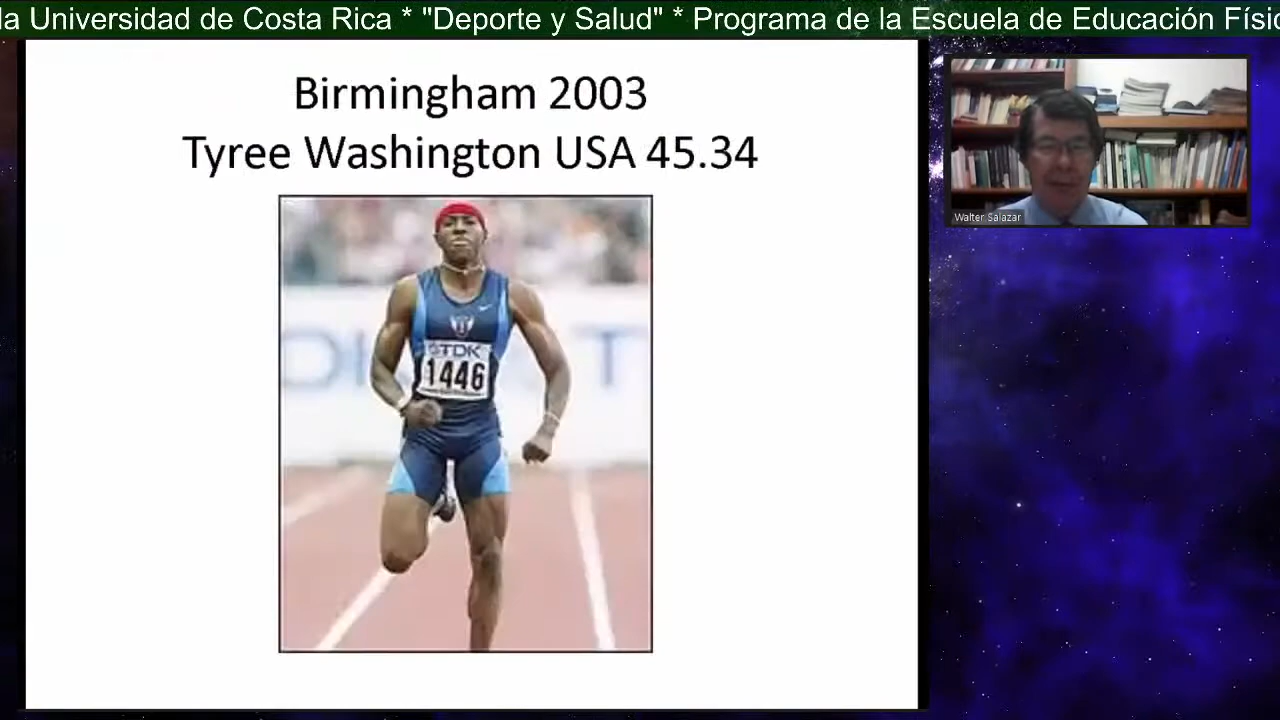 la Universidad de Costa Rica * "Deporte y Salud" * Programa de la Escuela de Educación Físic
Birmingham 2003
Tyree Washington USA 45.34
TDK
1446
Walter Salazar